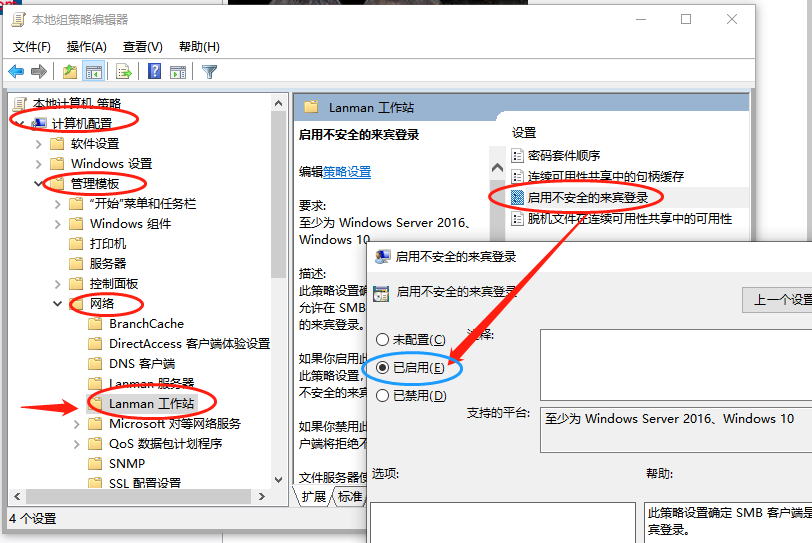 本地组策略编辑器
文件(F) 操作(A) 查看(V) 帮助(H)
本地计算机 策略
计算机配置
软件设置
Windows 设置
管理模板
“开始”菜单和任务栏
Windows 组件
打印机
服务器
控制面板
网络
BranchCache
DirectAccess 客户端体验设置
DNS 客户端
Lanman 服务器
Lanman 工作站
Microsoft 对等网络服务
QoS 数据包计划程序
SNMP
SSL 配置设置
4 个设置
Lanman 工作站
启用不安全的来宾登录
编辑策略设置
要求:
至少为 Windows Server 2016、
Windows 10
描述:
此策略设置确
允许在 SMB
的来宾登录。
如果你启用此
此策略设置,
不安全的来宾
如果你禁用此
户端将拒绝不
文件服务器使
扩展 标准
设置
密码套件顺序
连续可用性共享中的句柄缓存
启用不安全的来宾登录
脱机文件在连续可用性共享中的可用性
启用不安全的来宾登录
启用不安全的来宾登录
上一个设置
未配置(C)
注释:
已启用(E)
已禁用(D)
支持的平台:
至少为 Windows Server 2016、Windows 10
选项:
帮助:
此策略设置确定 SMB 客户端是
宾登录。